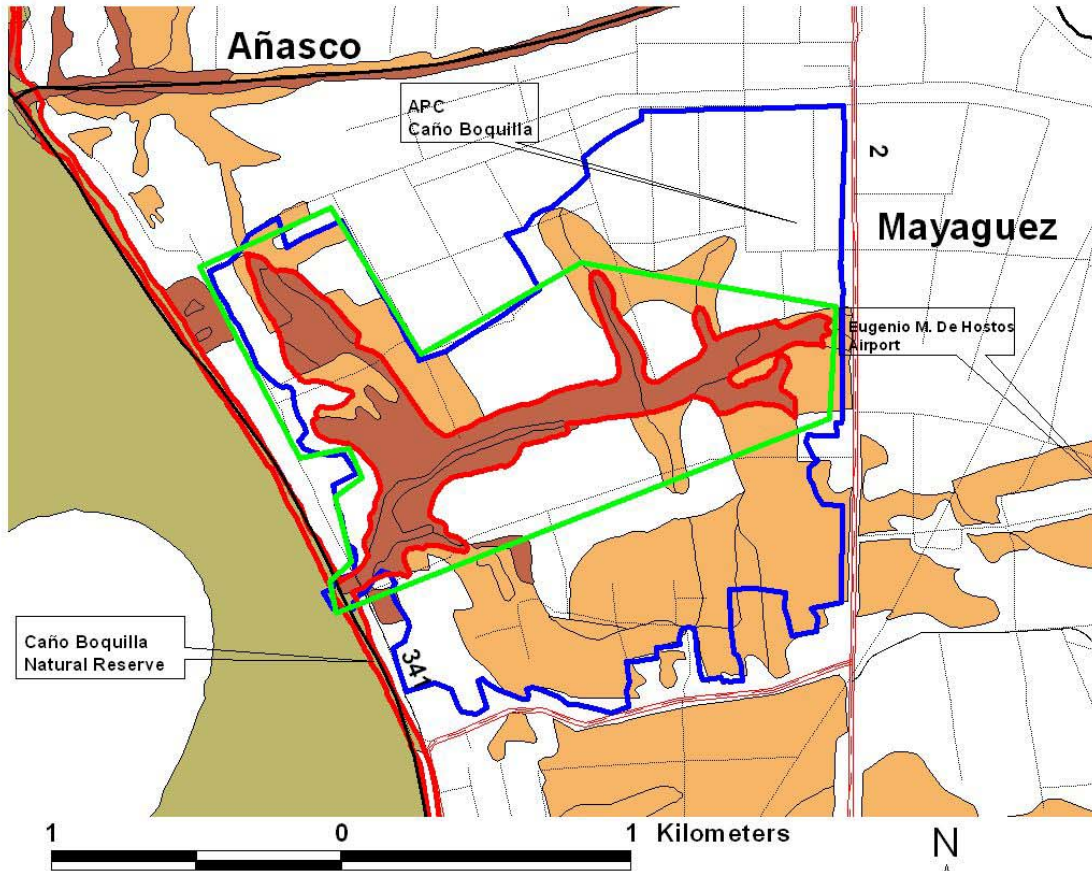 Añasco
APC
Caño Boquilla
2
Mayaguez
Eugenio M. De Hostos
Airport
Caño Boquilla
Natural Reserve
341
1 0 1 Kilometers
N